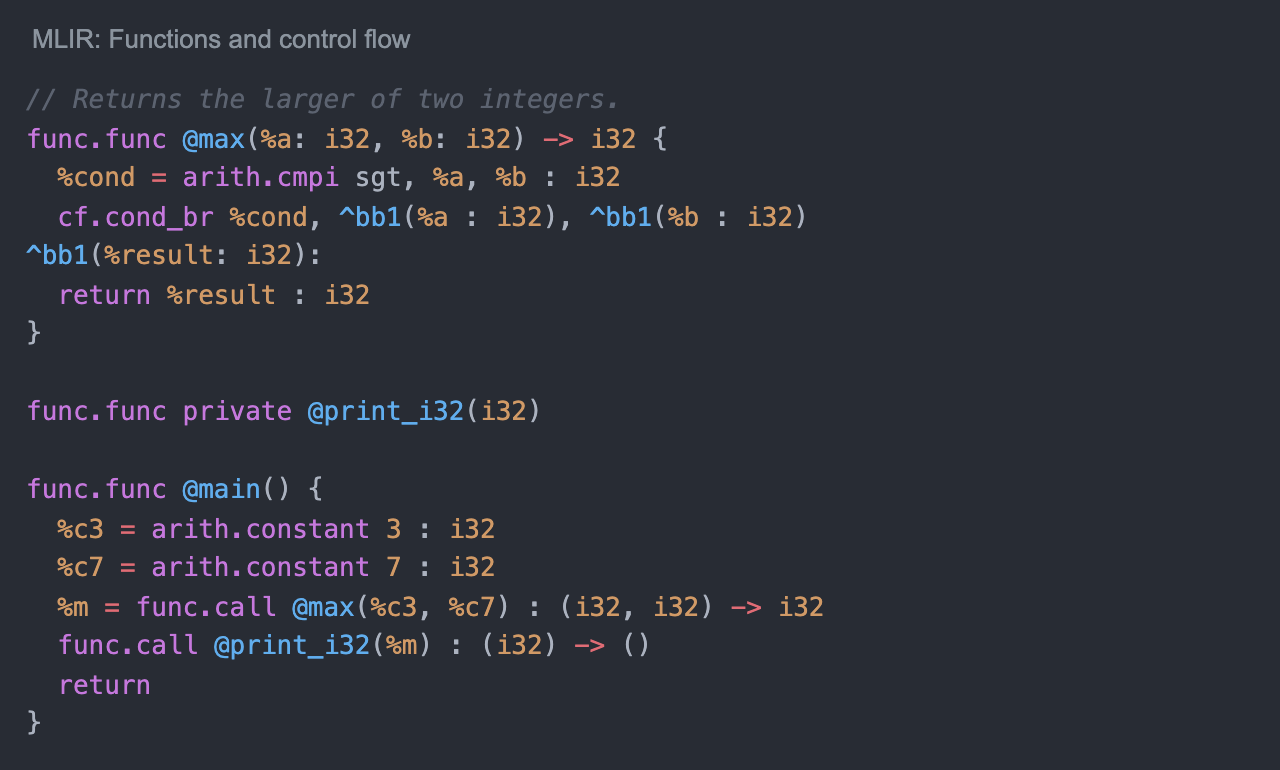 MLIR: Functions and control flow
// Returns the larger of two integers.
func.func @max(%a: i32, %b: i32) -> i32 {
  %cond = arith.cmpi sgt, %a, %b : i32
  cf.cond_br %cond, ^bb1(%a : i32), ^bb1(%b : i32)
^bb1(%result: i32):
  return %result : i32
}

func.func private @print_i32(i32)

func.func @main() {
  %c3 = arith.constant 3 : i32
  %c7 = arith.constant 7 : i32
  %m = func.call @max(%c3, %c7) : (i32, i32) -> i32
  func.call @print_i32(%m) : (i32) -> ()
  return
}